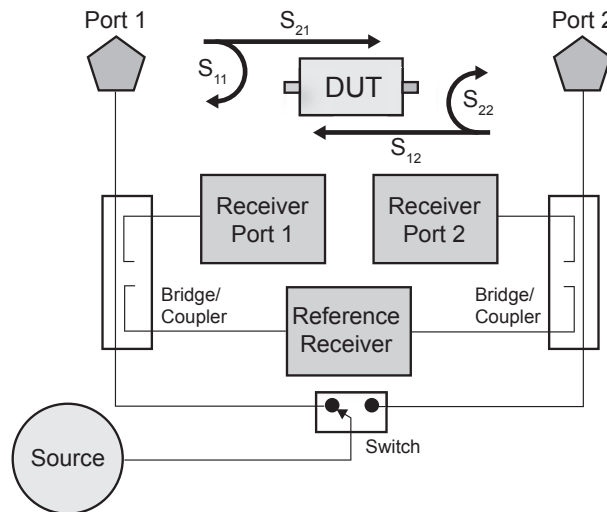 Port 1
S21
Port 2
S11
DUT
S22
S12
Receiver
Port 1
Receiver
Port 2
Bridge/
Coupler
Reference
Receiver
Bridge/
Coupler
Source
Switch